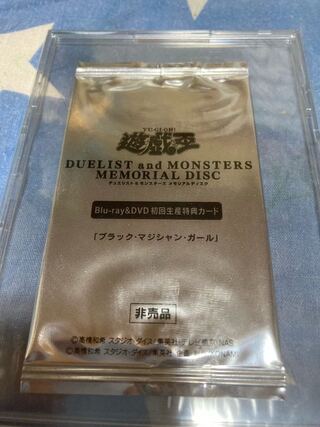 YU-GI-OH!
遊戯王
DUELIST and MONSTERS
MEMORIAL DISC
デュエリスト&モンスターズ メモリアルディスク
Blu-ray&DVD 初回生産特典カード
「ブラック・マジシャン・ガール」
非売品
©高橋和希 スタジオ・ダイス/集英社・テレビ東京・NAS
©高橋和希 スタジオ・ダイス/集英社 企画・KONAMI